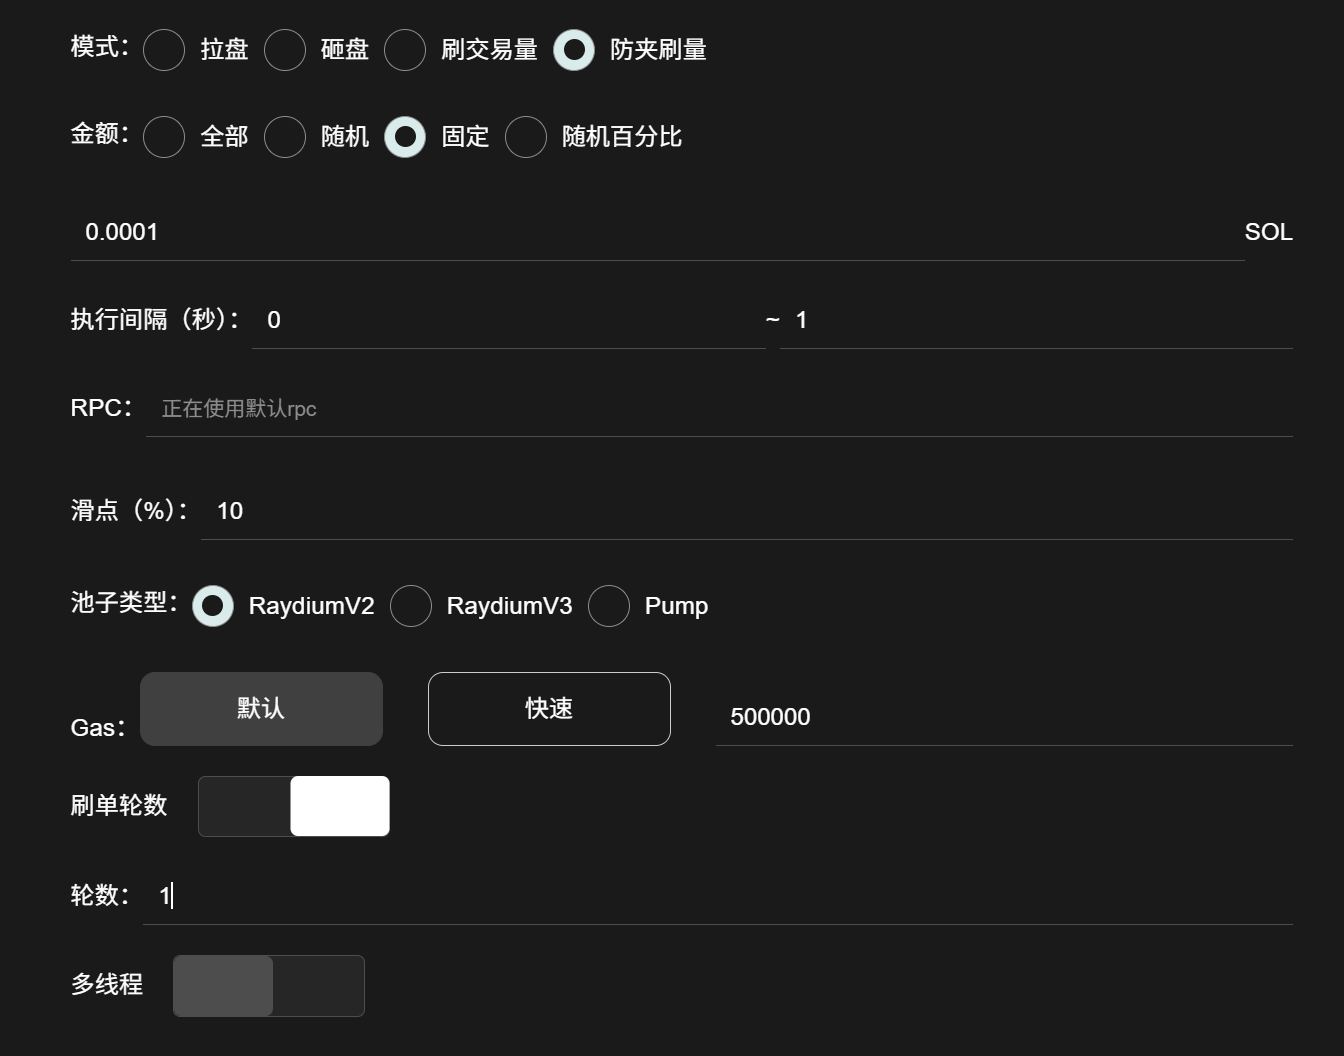 模式： 拉盘 砸盘 刷交易量 防夹刷量
金额： 全部 随机 固定 随机百分比
0.0001 SOL
执行间隔（秒）： 0 ~ 1
RPC： 正在使用默认rpc
滑点（%）： 10
池子类型： RaydiumV2 RaydiumV3 Pump
Gas： 默认 快速 500000
刷单轮数
轮数： 1
多线程